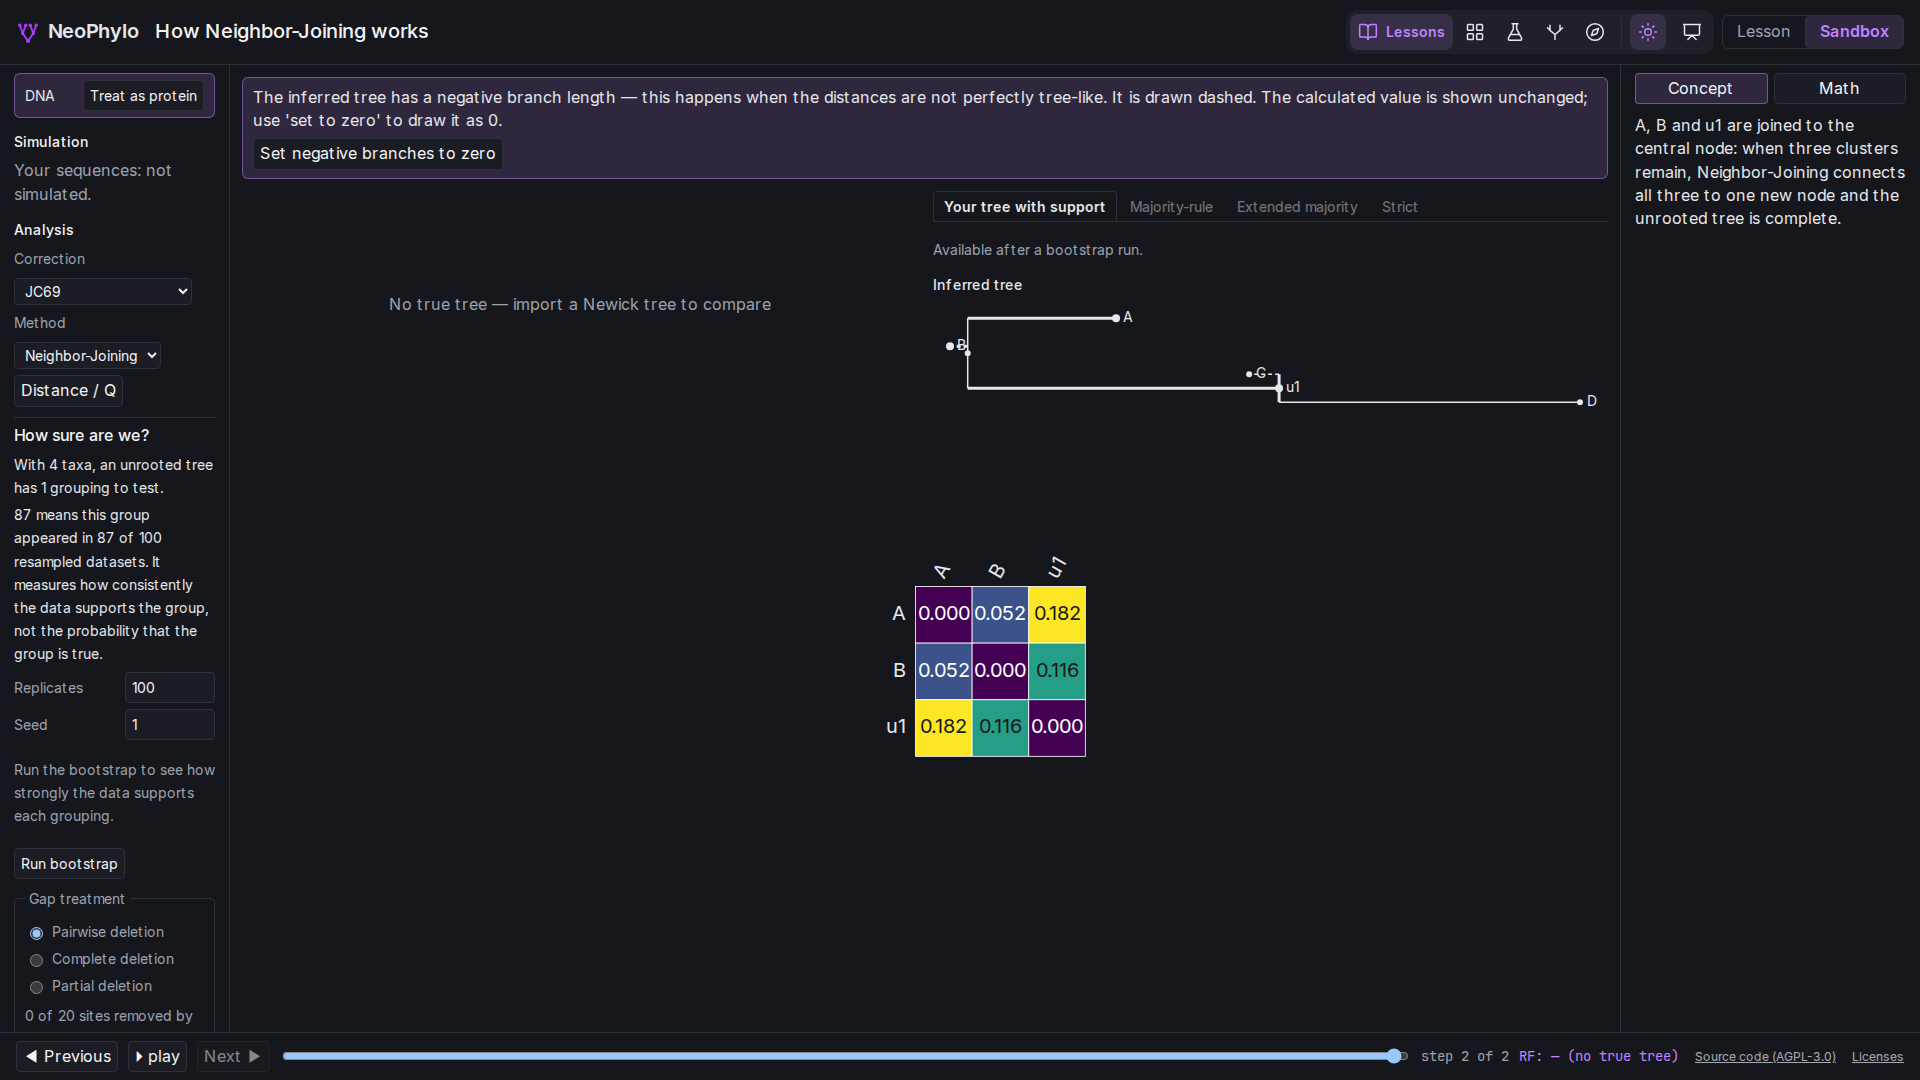 NeoPhylo
How Neighbor-Joining works
Lessons
Lesson
Sandbox
DNA
Treat as protein
Simulation
Your sequences: not
simulated.
Analysis
Correction
JC69
Method
Neighbor-Joining
Distance / Q
How sure are we?
With 4 taxa, an unrooted tree
has 1 grouping to test.
87 means this group
appeared in 87 of 100
resampled datasets. It
measures how consistently
the data supports the group,
not the probability that the
group is true.
Replicates 100
Seed 1
Run the bootstrap to see how
strongly the data supports
each grouping.
Run bootstrap
Gap treatment
Pairwise deletion
Complete deletion
Partial deletion
0 of 20 sites removed by
The inferred tree has a negative branch length — this happens when the distances are not perfectly tree-like. It is drawn dashed. The calculated value is shown unchanged;
use 'set to zero' to draw it as 0.
Set negative branches to zero
No true tree — import a Newick tree to compare
Your tree with support
Majority-rule
Extended majority
Strict
Available after a bootstrap run.
Inferred tree
A
B
C
u1
D
A B u1
A 0.000 0.052 0.182
B 0.052 0.000 0.116
u1 0.182 0.116 0.000
Concept
Math
A, B and u1 are joined to the
central node: when three clusters
remain, Neighbor-Joining connects
all three to one new node and the
unrooted tree is complete.
Previous
play
Next
step 2 of 2
RF: — (no true tree)
Source code (AGPL-3.0)
Licenses